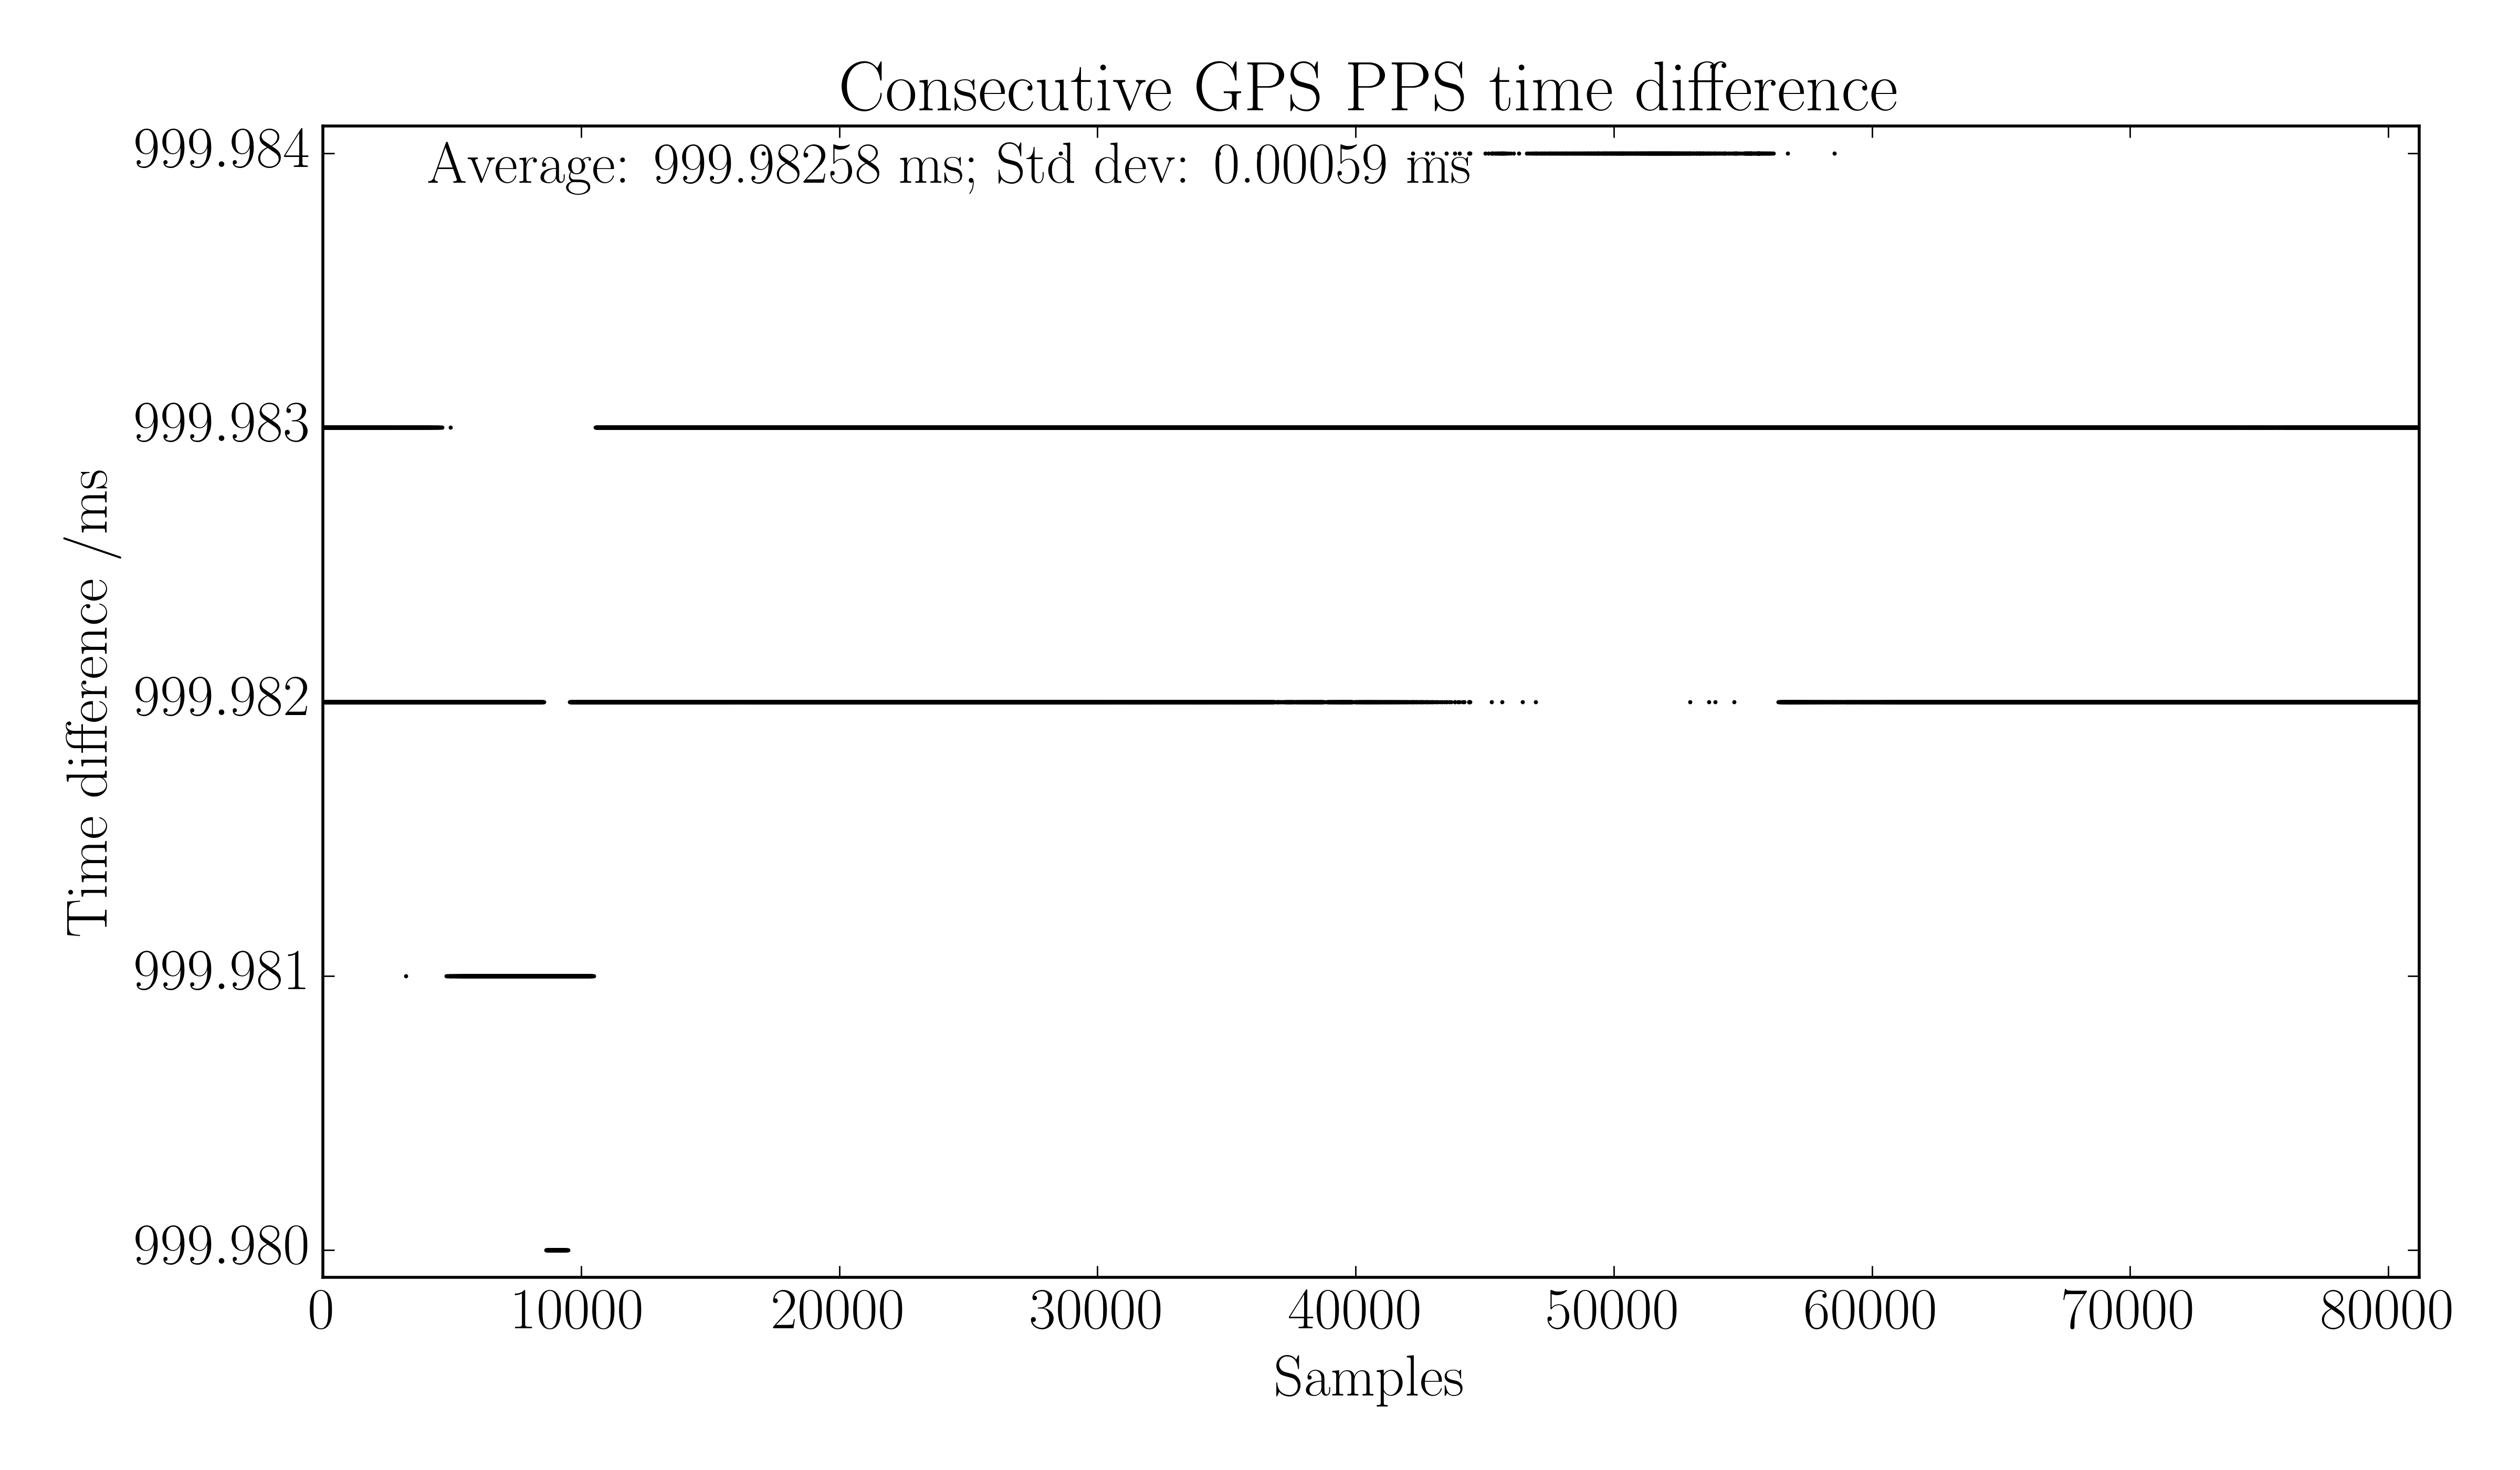 Consecutive GPS PPS time difference
Average: 999.98258 ms; Std dev: 0.00059 ms
Time difference /ms
999.984
999.983
999.982
999.981
999.980
0 10000 20000 30000 40000 50000 60000 70000 80000
Samples